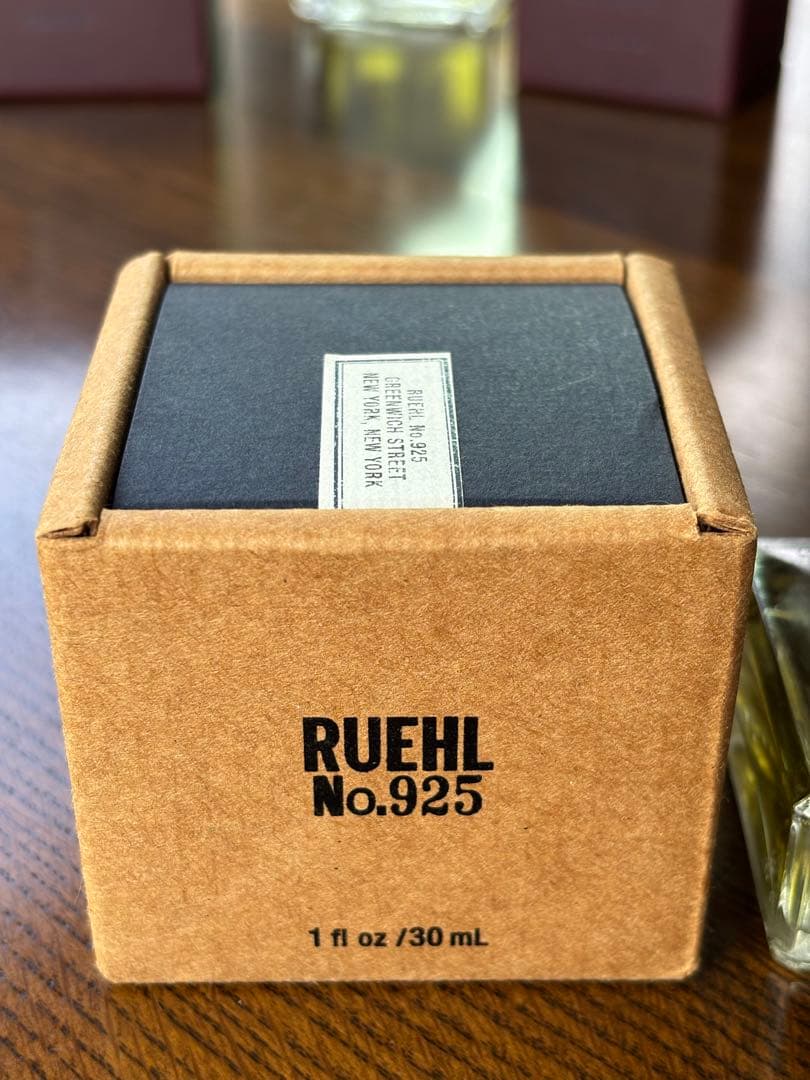 RUEHL No.925
GREENWICH STREET
NEW YORK, NEW YORK
RUEHL
No.925
1 fl oz /30 mL